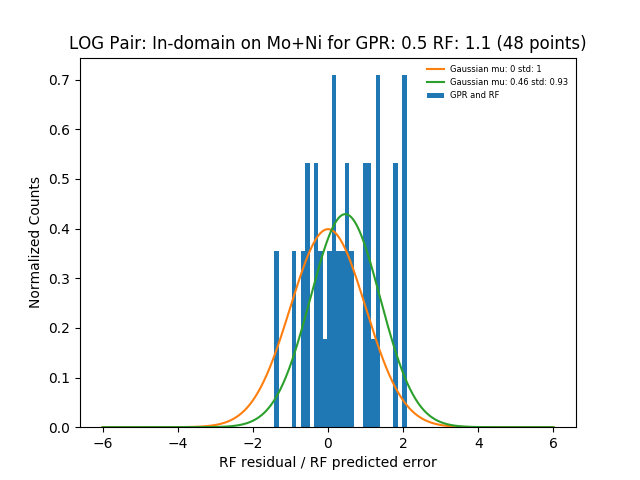 LOG Pair: In-domain on Mo+Ni for GPR: 0.5 RF: 1.1 (48 points)
Gaussian mu: 0 std: 1
Gaussian mu: 0.46 std: 0.93
GPR and RF
Normalized Counts
0.7
0.6
0.5
0.4
0.3
0.2
0.1
0.0
−6 −4 −2 0 2 4 6
RF residual / RF predicted error